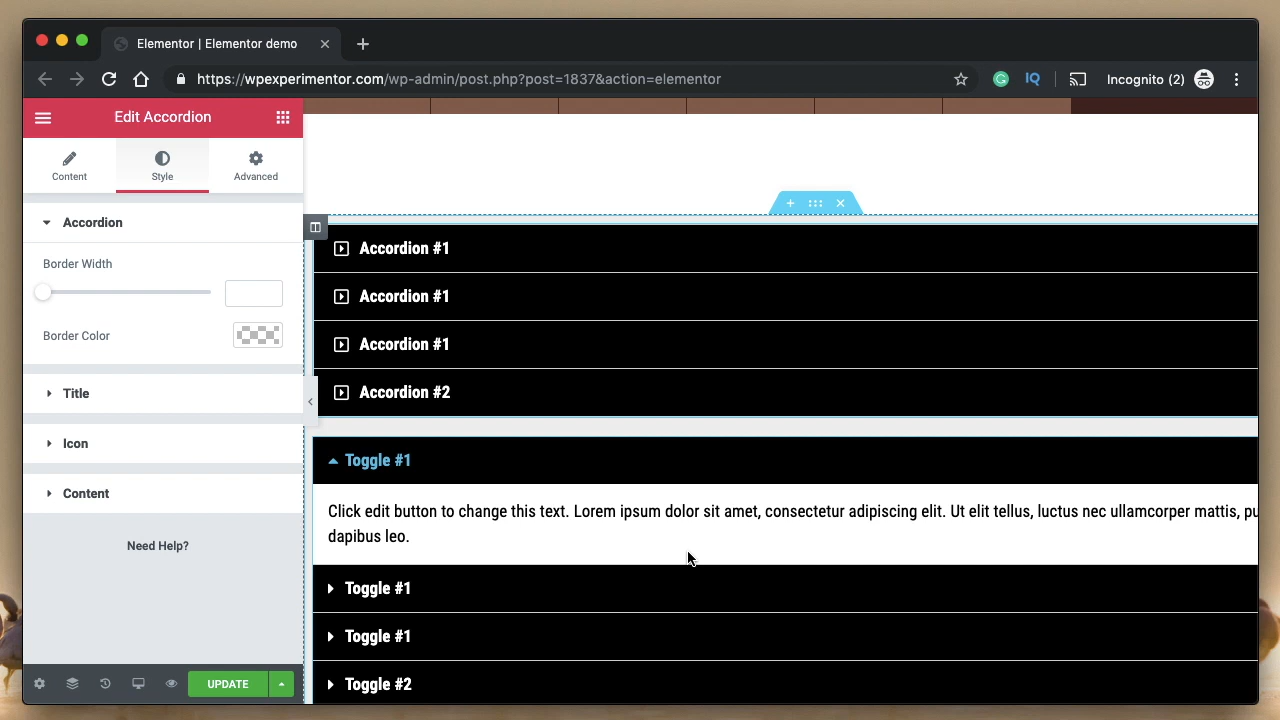 Elementor | Elementor demo
https://wpexperimentor.com/wp-admin/post.php?post=1837&action=elementor
IQ
Incognito (2)
Edit Accordion
Content
Style
Advanced
Accordion
Border Width
Border Color
Title
Icon
Content
Need Help?
UPDATE
Accordion #1
Accordion #1
Accordion #1
Accordion #2
Toggle #1
Click edit button to change this text. Lorem ipsum dolor sit amet, consectetur adipiscing elit. Ut elit tellus, luctus nec ullamcorper mattis, pu
dapibus leo.
Toggle #1
Toggle #1
Toggle #2